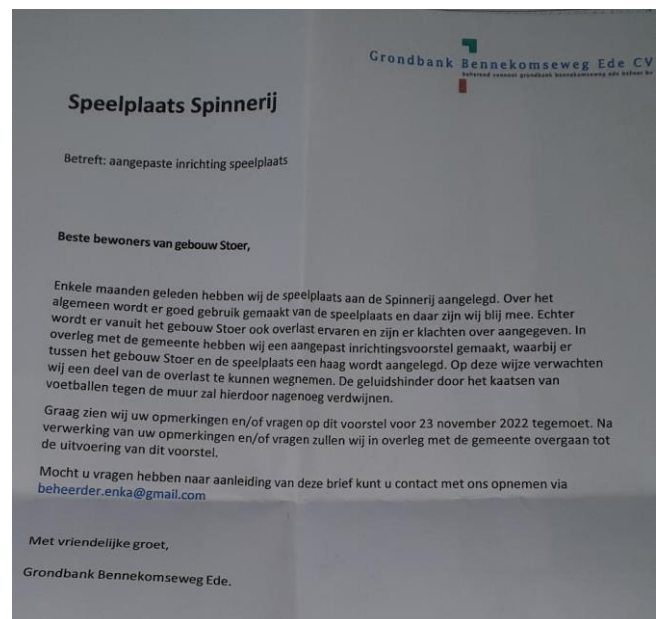 Grondbank Bennekomseweg Ede CV
beherend vennoot grondbank bennekomseweg ede beheer bv
Speelplaats Spinnerij
Betreft: aangepaste inrichting speelplaats
Beste bewoners van gebouw Stoer,
Enkele maanden geleden hebben wij de speelplaats aan de Spinnerij aangelegd. Over het
algemeen wordt er goed gebruik gemaakt van de speelplaats en daar zijn wij blij mee. Echter
wordt er vanuit het gebouw Stoer ook overlast ervaren en zijn er klachten over aangegeven. In
overleg met de gemeente hebben wij een aangepast inrichtingsvoorstel gemaakt, waarbij er
tussen het gebouw Stoer en de speelplaats een haag wordt aangelegd. Op deze wijze verwachten
wij een deel van de overlast te kunnen wegnemen. De geluidshinder door het kaatsen van
voetballen tegen de muur zal hierdoor nagenoeg verdwijnen.
Graag zien wij uw opmerkingen en/of vragen op dit voorstel voor 23 november 2022 tegemoet. Na
verwerking van uw opmerkingen en/of vragen zullen wij in overleg met de gemeente overgaan tot
de uitvoering van dit voorstel.
Mocht u vragen hebben naar aanleiding van deze brief kunt u contact met ons opnemen via
beheerder.enka@gmail.com
Met vriendelijke groet,
Grondbank Bennekomseweg Ede.